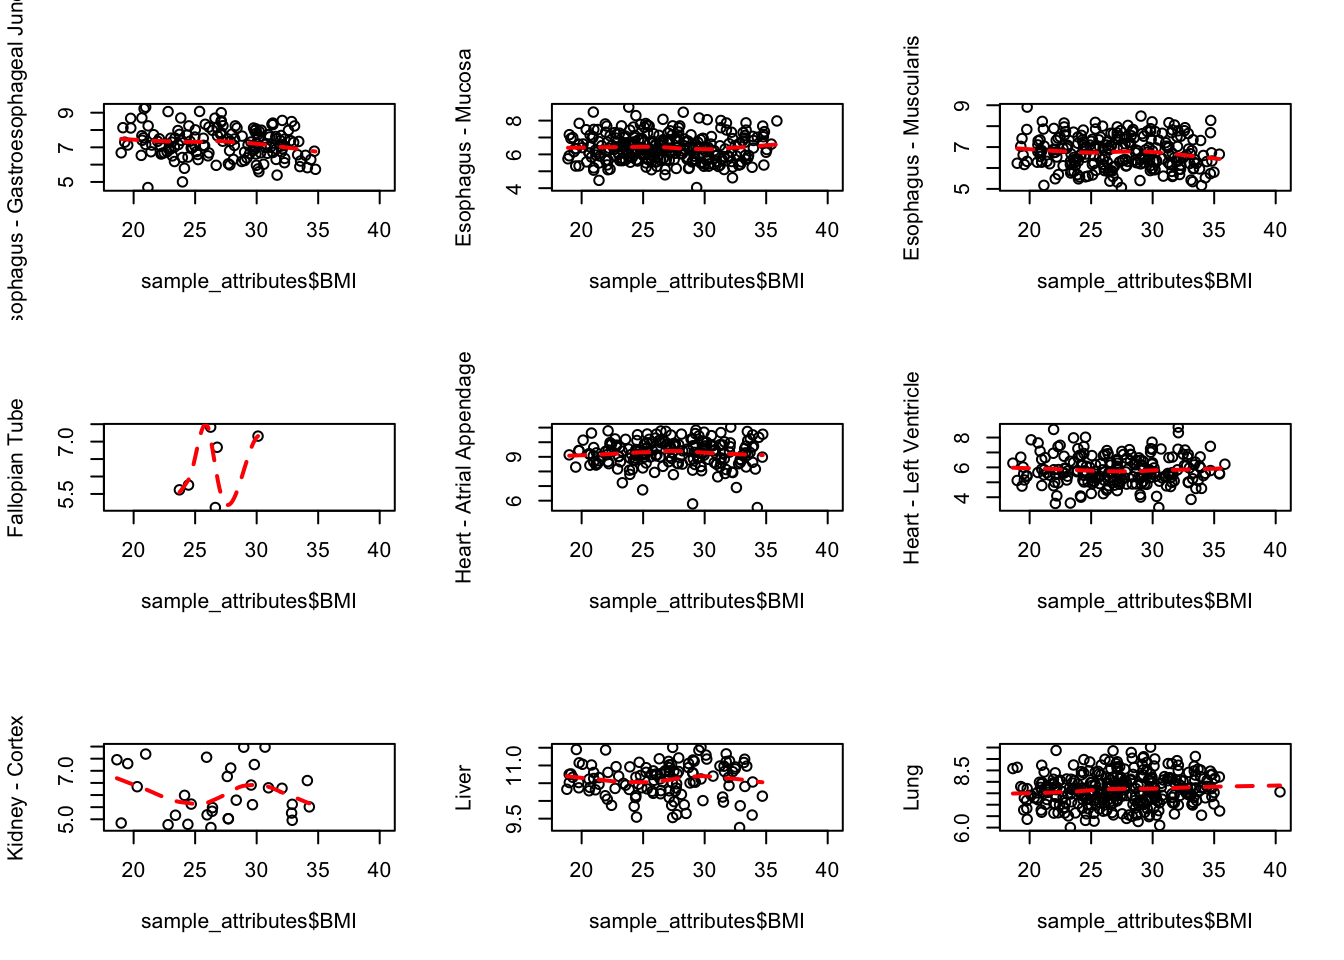 sophagus - Gastroesophageal Junc
9
7
5
20 25 30 35 40
sample_attributes$BMI
Esophagus - Mucosa
8
6
4
20 25 30 35 40
sample_attributes$BMI
Esophagus - Muscularis
9
7
5
20 25 30 35 40
sample_attributes$BMI
Fallopian Tube
7.0
5.5
20 25 30 35 40
sample_attributes$BMI
Heart - Atrial Appendage
9
6
20 25 30 35 40
sample_attributes$BMI
Heart - Left Ventricle
8
6
4
20 25 30 35 40
sample_attributes$BMI
Kidney - Cortex
7.0
5.0
20 25 30 35 40
sample_attributes$BMI
Liver
11.0
9.5
20 25 30 35 40
sample_attributes$BMI
Lung
8.5
6.0
20 25 30 35 40
sample_attributes$BMI